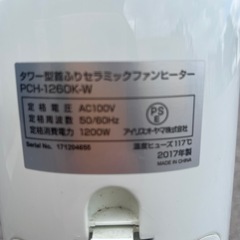 タワー型首ふりセラミックファンヒーター
PCH-1260K-W
定格電圧 AC100V
定格周波数 50/60Hz
定格消費電力 1200W
PSE
アイリスオーヤマ株式会社
Serial No. 171204655
温度ヒューズ 117℃
2017年製
MADE IN CHINA